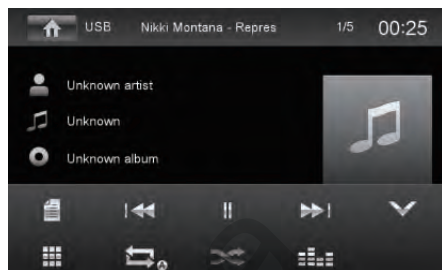 USB Nikki Montana - Repres 1/5 00:25
Unknown artist
Unknown
Unknown album